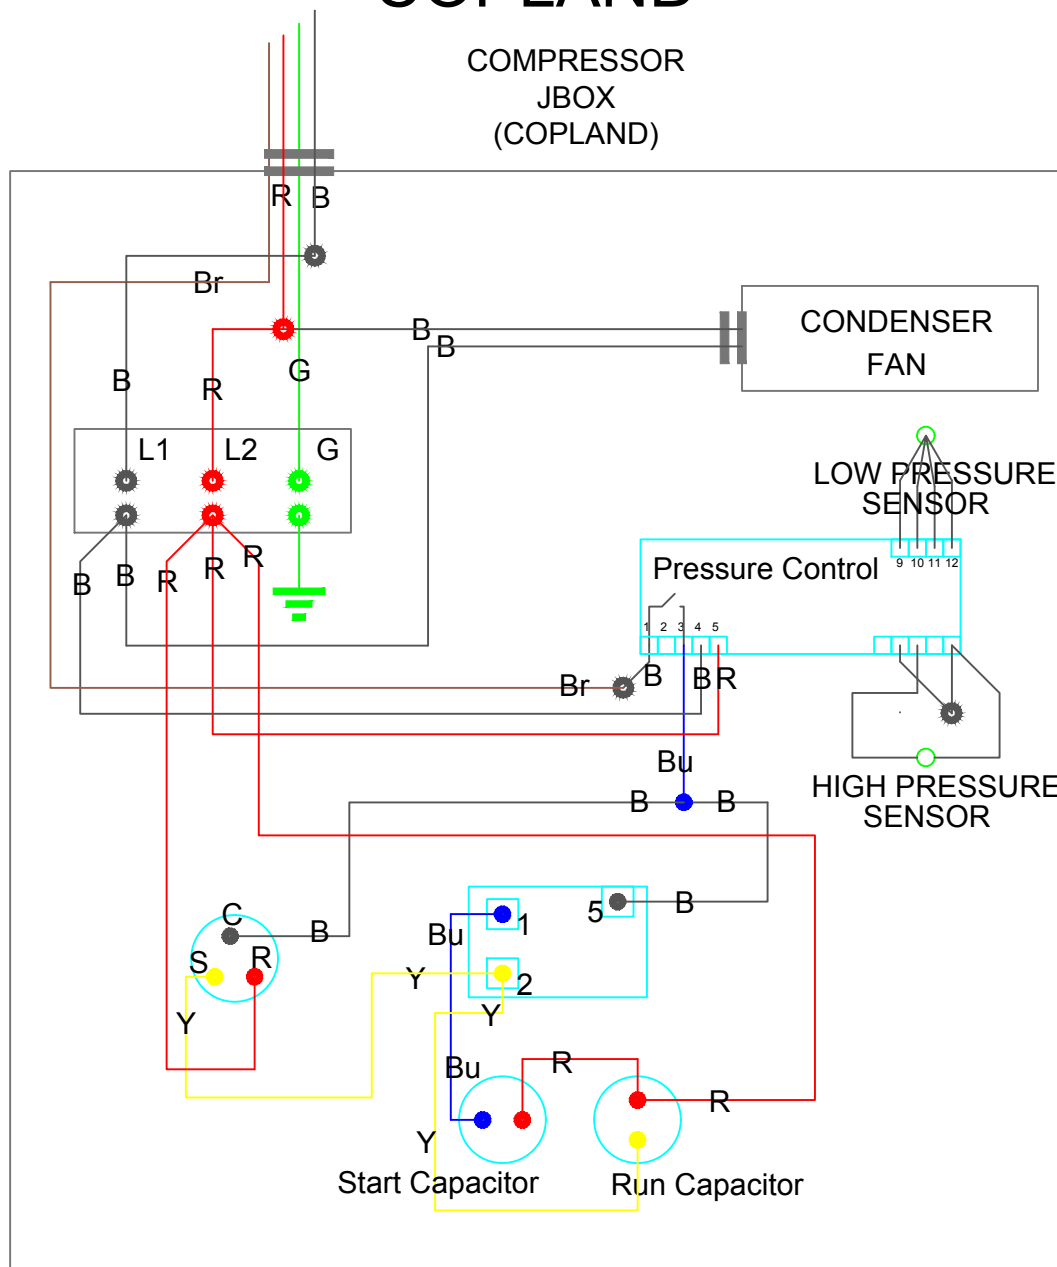 COPLAND
COMPRESSOR
JBOX
(COPLAND)
R B
Br
B
B
CONDENSER
FAN
B R G
L1 L2 G
LOW PRESSURE
SENSOR
9 10 11 12
Pressure Control
1 2 3 4 5
B B R R R
Br B B R
Bu
B B
HIGH PRESSURE
SENSOR
C
B
S R
Y
1
5
B
Bu
2
Y
Y
Bu
R
R
Y
Start Capacitor
Run Capacitor